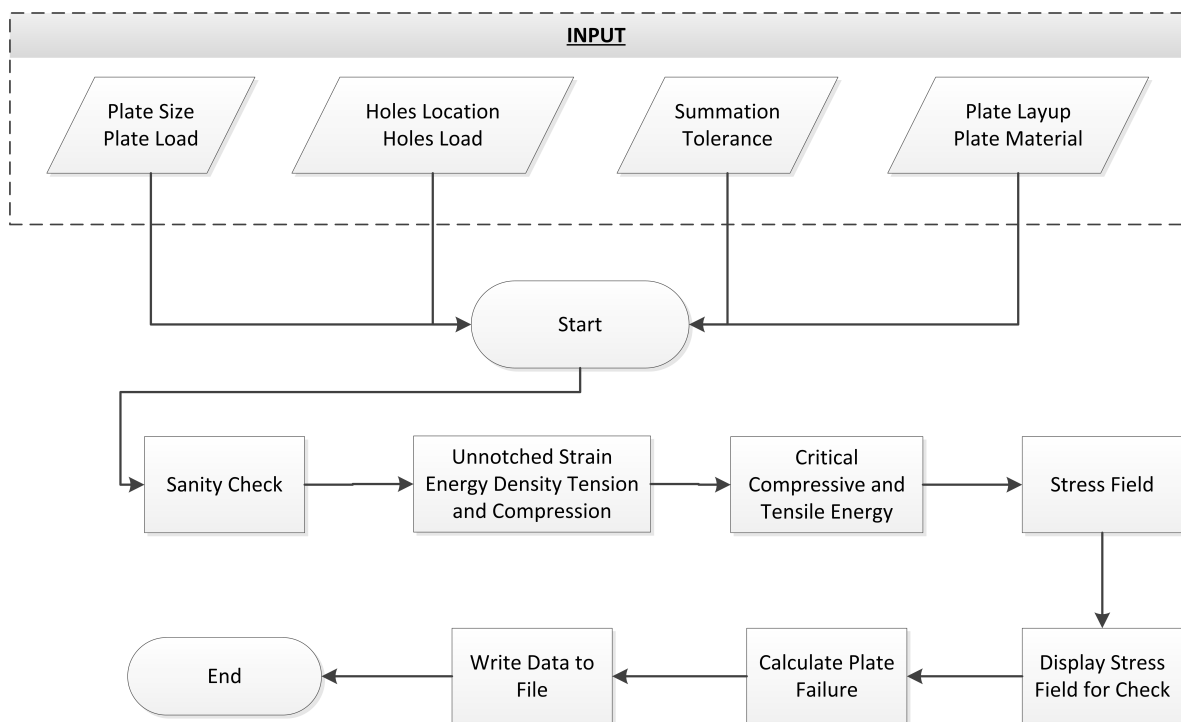 INPUT
Plate Size
Plate Load
Holes Location
Holes Load
Summation
Tolerance
Plate Layup
Plate Material
Start
Sanity Check
Unnotched Strain
Energy Density Tension
and Compression
Critical
Compressive and
Tensile Energy
Stress Field
Display Stress
Field for Check
Calculate Plate
Failure
Write Data to
File
End